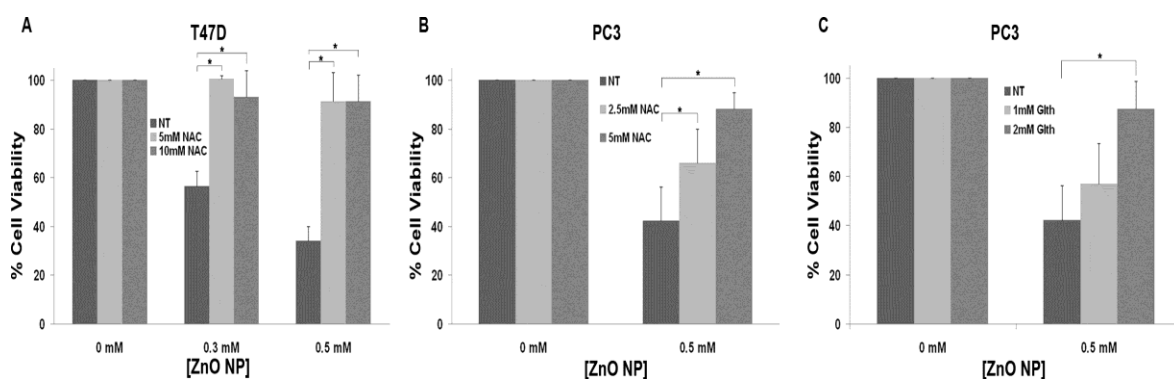 A
T47D
% Cell Viability
100
80
60
40
20
0
NT
5mM NAC
10mM NAC
*
*
*
*
0 mM
0.3 mM
0.5 mM
[ZnO NP]
B
PC3
% Cell Viability
100
80
60
40
20
0
NT
2.5mM NAC
5mM NAC
*
*
0 mM
0.5 mM
[ZnO NP]
C
PC3
% Cell Viability
100
80
60
40
20
0
NT
1mM Glth
2mM Glth
*
0 mM
0.5 mM
[ZnO NP]